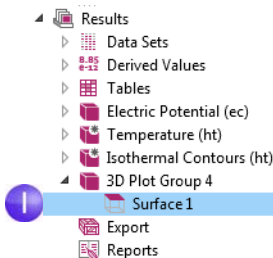 Results
Data Sets
8.85
e-12 Derived Values
Tables
Electric Potential (ec)
Temperature (ht)
Isothermal Contours (ht)
3D Plot Group 4
1 Surface 1
Export
Reports